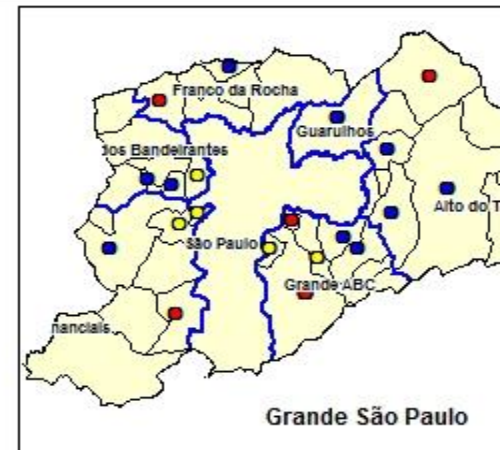 Franco da Rocha
Guarulhos
dos Bandeirantes
Alto do T
São Paulo
Grande ABC
nanciais
Grande São Paulo